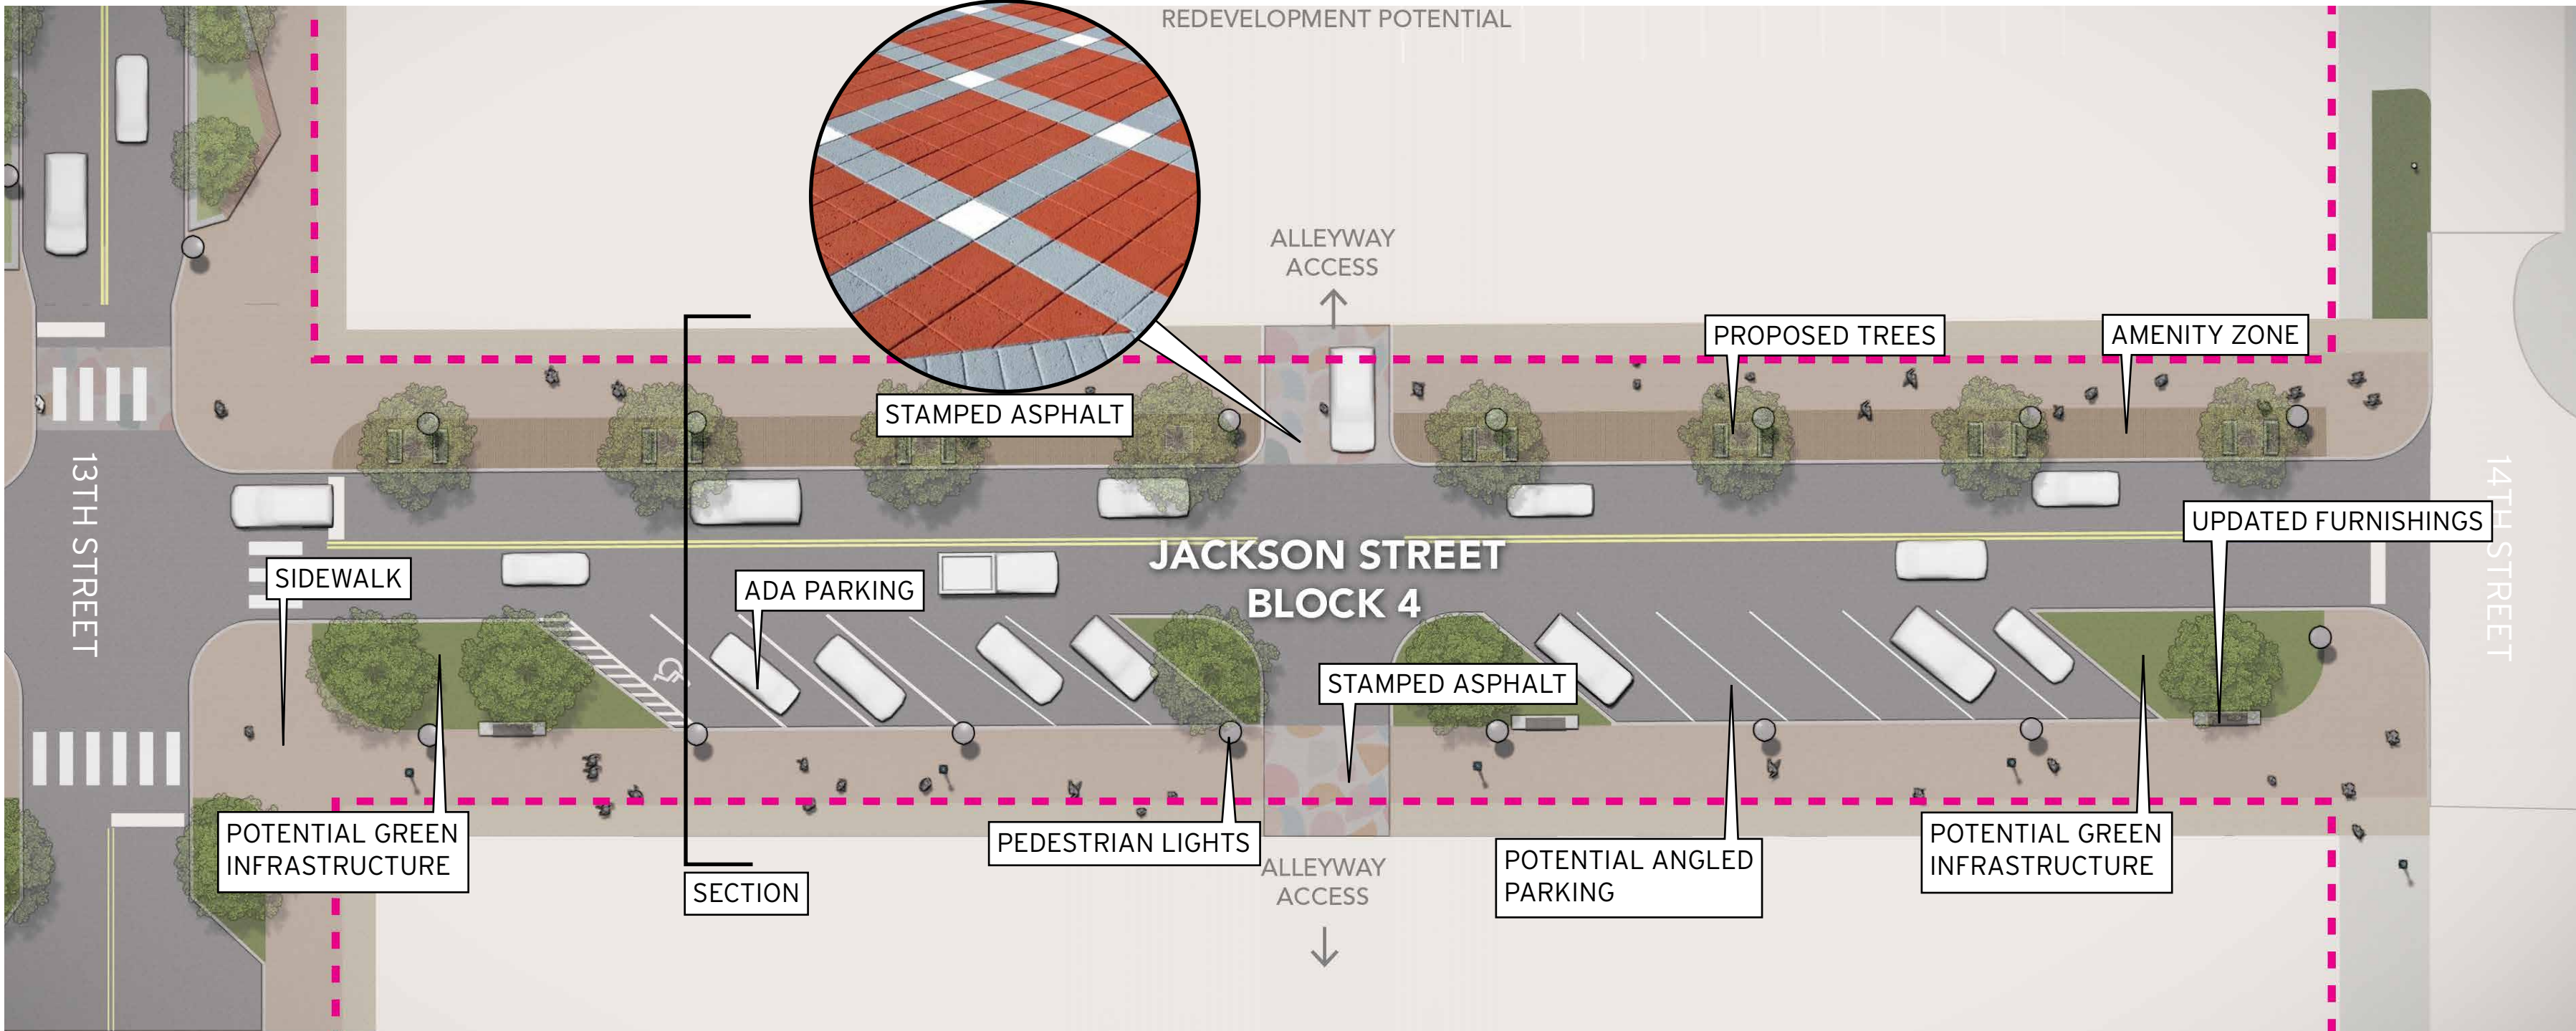 REDEVELOPMENT POTENTIAL
ALLEYWAY
ACCESS
PROPOSED TREES
AMENITY ZONE
STAMPED ASPHALT
13TH STREET
14TH STREET
UPDATED FURNISHINGS
JACKSON STREET
BLOCK 4
SIDEWALK
ADA PARKING
STAMPED ASPHALT
POTENTIAL GREEN
INFRASTRUCTURE
PEDESTRIAN LIGHTS
POTENTIAL ANGLED
PARKING
POTENTIAL GREEN
INFRASTRUCTURE
SECTION
ALLEYWAY
ACCESS